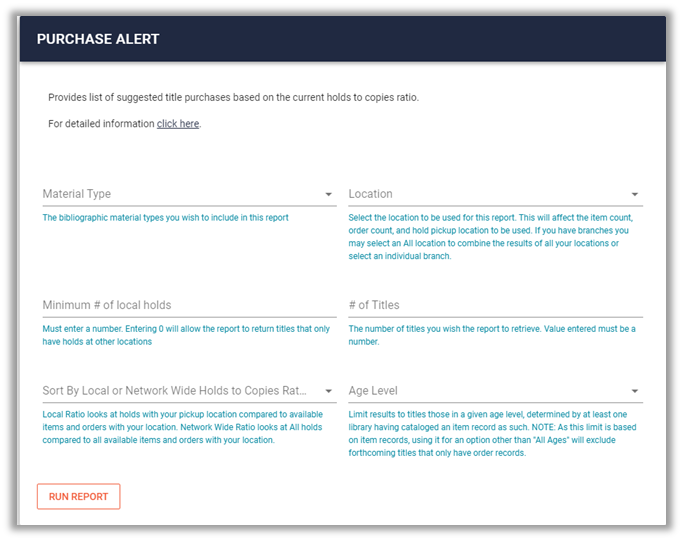 PURCHASE ALERT
Provides list of suggested title purchases based on the current holds to copies ratio.
For detailed information click here.
Material Type
The bibliographic material types you wish to include in this report
Location
Select the location to be used for this report. This will affect the item count,
order count, and hold pickup location to be used. If you have branches you
may select an All location to combine the results of all your locations or
select an individual branch.
Minimum # of local holds
Must enter a number. Entering 0 will allow the report to return titles that only
have holds at other locations
# of Titles
The number of titles you wish the report to retrieve. Value entered must be a
number.
Sort By Local or Network Wide Holds to Copies Rat...
Local Ratio looks at holds with your pickup location compared to available
items and orders with your location. Network Wide Ratio looks at All holds
compared to all available items and orders with your location.
Age Level
Limit results to titles those in a given age level, determined by at least one
library having cataloged an item record as such. NOTE: As this limit is based
on item records, using it for an option other than "All Ages" will exclude
forthcoming titles that only have order records.
RUN REPORT